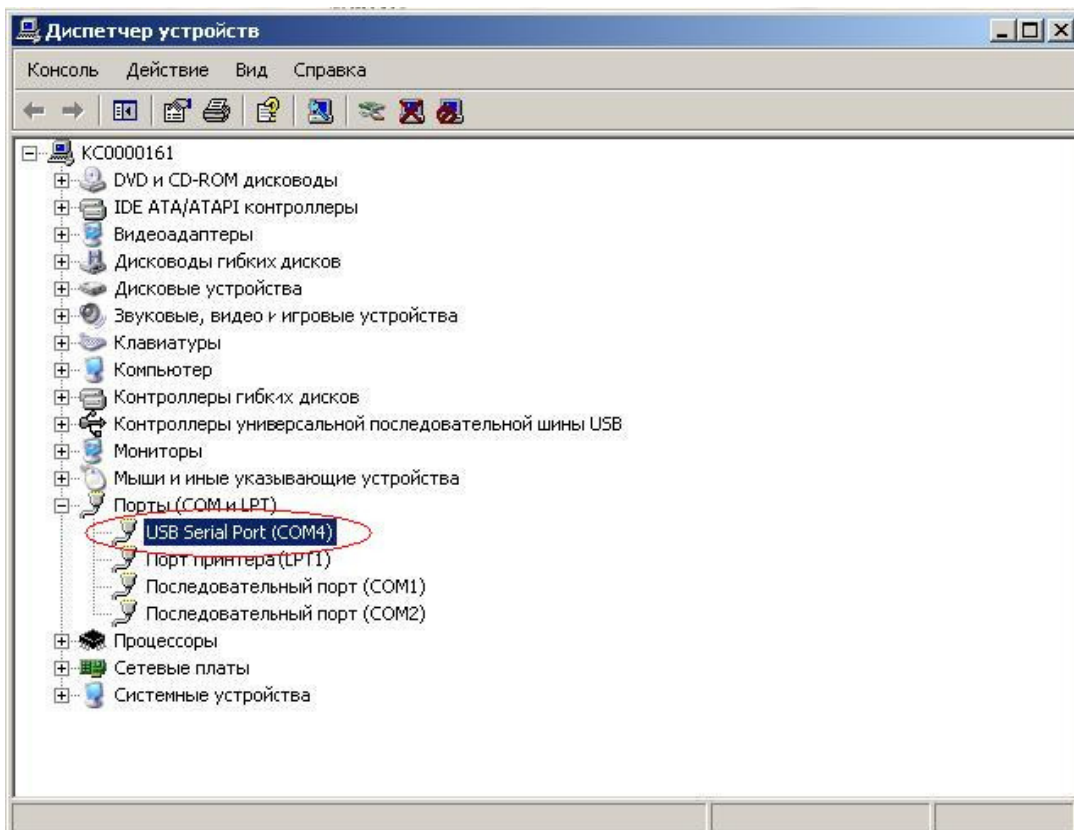 Диспетчер устройств
Консоль Действие Вид Справка
KC0000161
DVD и CD-ROM дисководы
IDE ATA/ATAPI контроллеры
Видеоадаптеры
Дисководы гибких дисков
Дисковые устройства
Звуковые, видео и игровые устройства
Клавиатуры
Компьютер
Контроллеры гибких дисков
Контроллеры универсальной последовательной шины USB
Мониторы
Мыши и иные указывающие устройства
Порты (COM и LPT)
USB Serial Port (COM4)
Порт принтера (LPT1)
Последовательный порт (COM1)
Последовательный порт (COM2)
Процессоры
Сетевые платы
Системные устройства